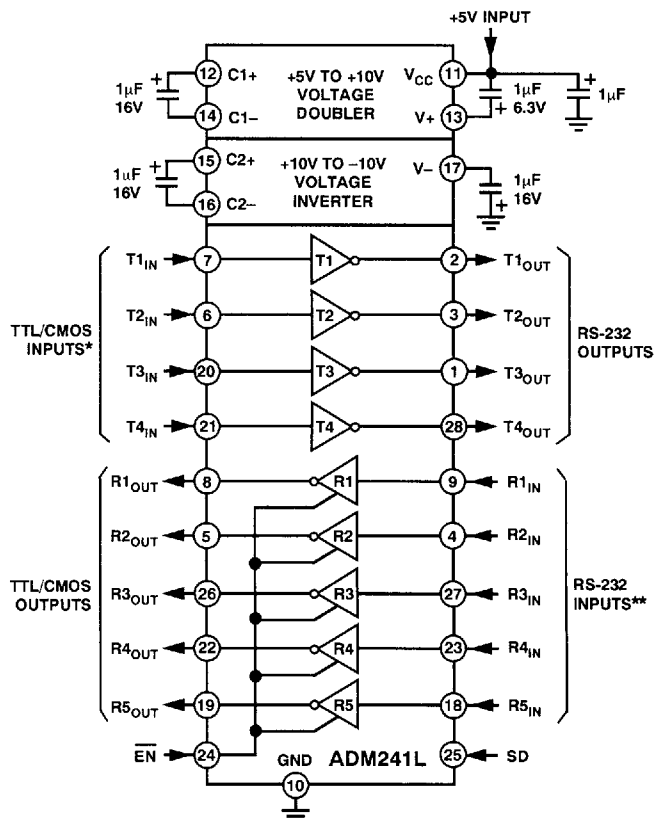 +5V INPUT
12 C1+ +5V TO +10V VOLTAGE DOUBLER VCC 11
1µF 16V +
14 C1– V+ 13
1µF 6.3V +
1µF +
15 C2+ +10V TO –10V VOLTAGE INVERTER V– 17
1µF 16V +
16 C2–
1µF 16V +
TTL/CMOS INPUTS*
T1IN 7 T1 2 T1OUT
T2IN 6 T2 3 T2OUT
T3IN 20 T3 1 T3OUT
T4IN 21 T4 28 T4OUT
RS-232 OUTPUTS
TTL/CMOS OUTPUTS
R1OUT 8 R1 9 R1IN
R2OUT 5 R2 4 R2IN
R3OUT 26 R3 27 R3IN
R4OUT 22 R4 23 R4IN
R5OUT 19 R5 18 R5IN
RS-232 INPUTS**
E̅N̅ 24 GND ADM241L 25 SD
10